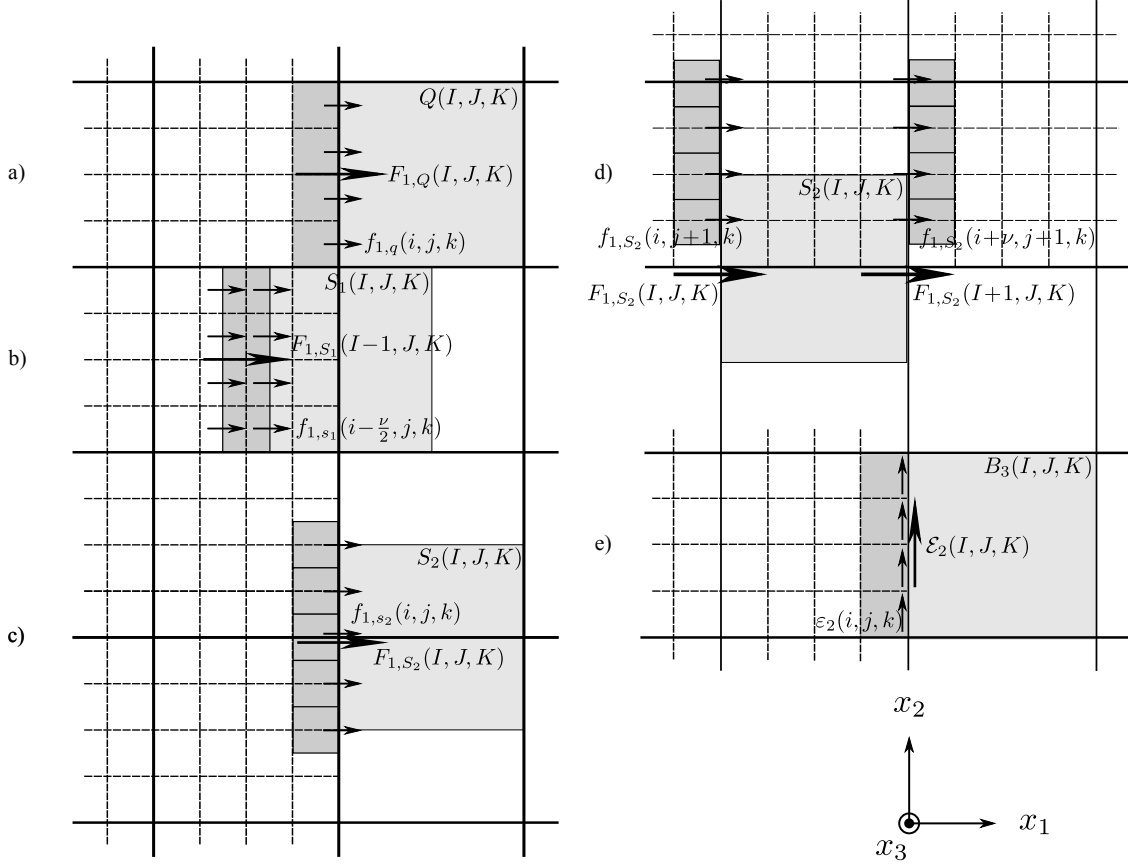 a)
Q(I, J, K)
F_{1,Q}(I, J, K)
f_{1,q}(i, j, k)
b)
S_1(I, J, K)
F_{1,S_1}(I−1, J, K)
f_{1,s_1}(i−\frac{ν}{2}, j, k)
c)
S_2(I, J, K)
f_{1,s_2}(i, j, k)
F_{1,S_2}(I, J, K)
d)
S_2(I, J, K)
f_{1,S_2}(i, j+1, k)
f_{1,S_2}(i+ν, j+1, k)
F_{1,S_2}(I, J, K)
F_{1,S_2}(I+1, J, K)
e)
B_3(I, J, K)
ℰ_2(I, J, K)
ε_2(i, j, k)
x_2
x_1
x_3